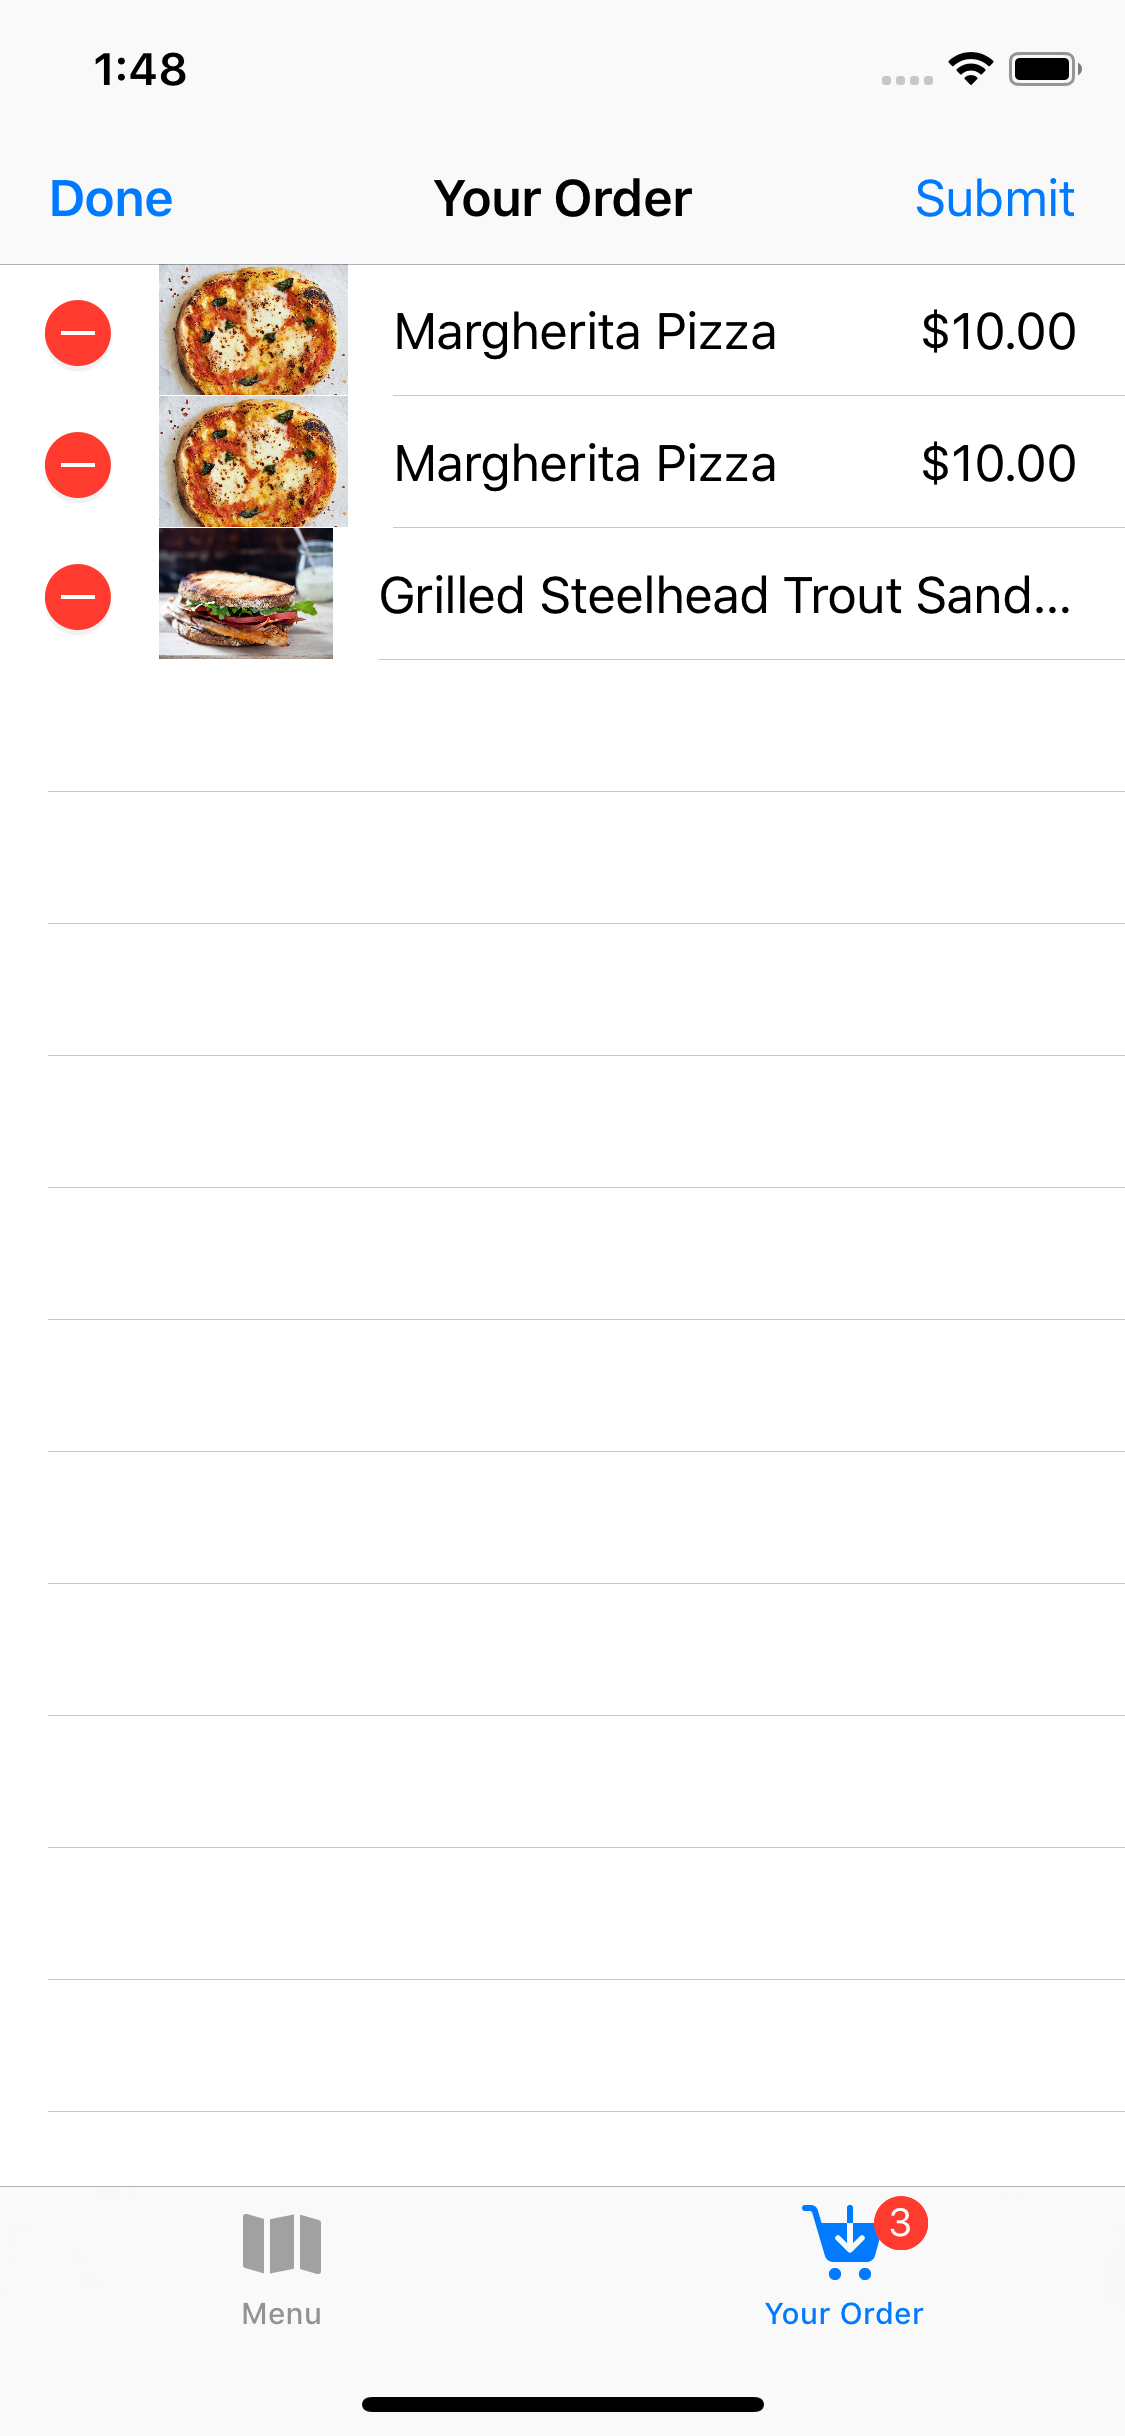 1:48
Done Your Order Submit
Margherita Pizza $10.00
Margherita Pizza $10.00
Grilled Steelhead Trout Sand...
3
Menu Your Order